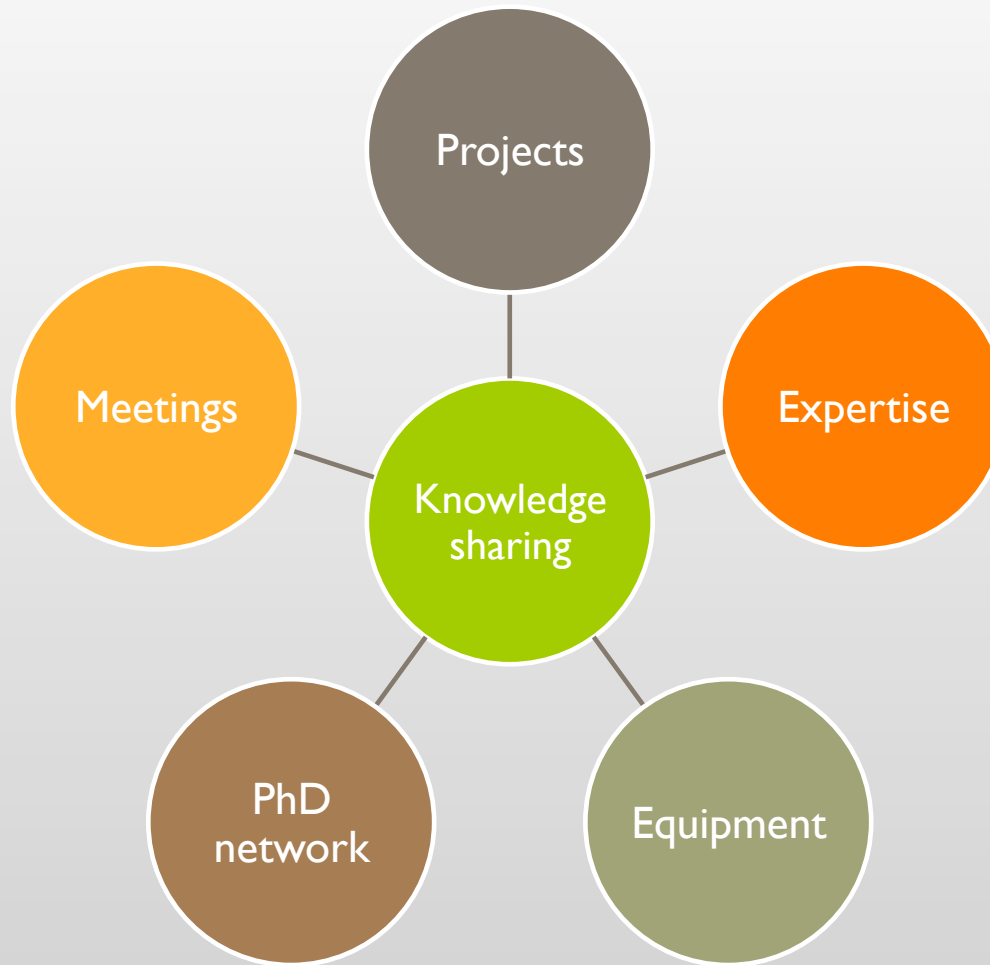 Projects
Meetings
Expertise
Knowledge
sharing
PhD
network
Equipment